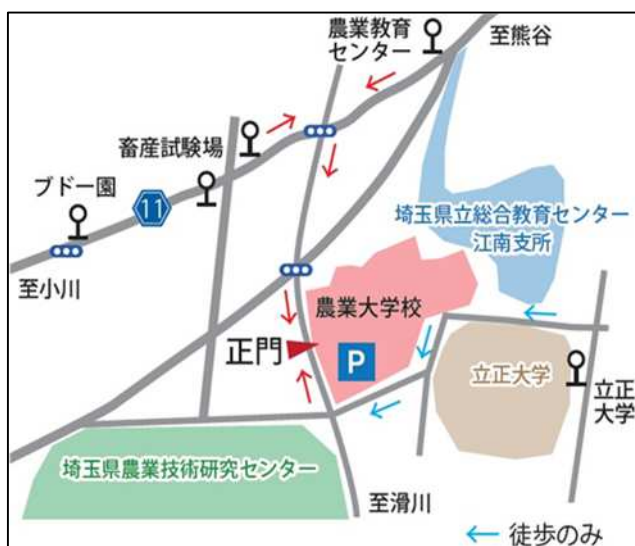 農業教育
センター
至熊谷
畜産試験場
ブドー園
11
埼玉県立総合教育センター
江南支所
至小川
農業大学校
正門
P
立正大学
立正
大学
埼玉県農業技術研究センター
至滑川
← 徒歩のみ